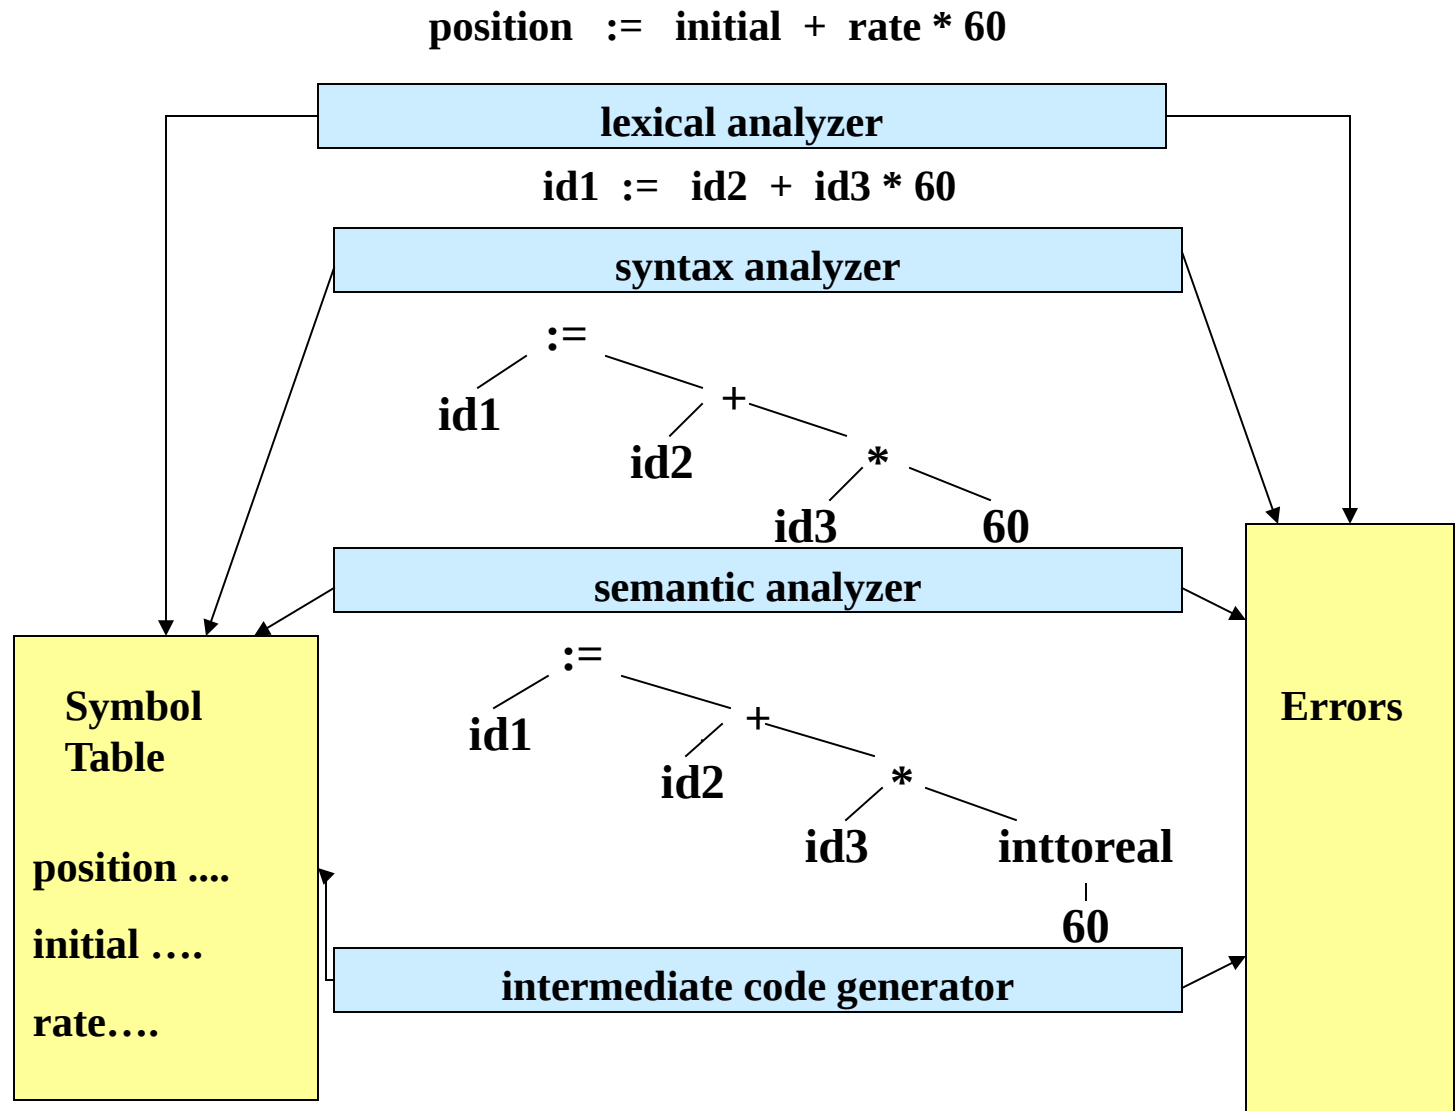 position := initial + rate * 60
lexical analyzer
id1 := id2 + id3 * 60
syntax analyzer
:=
id1
+
id2
*
id3 60
semantic analyzer
:=
id1
+
id2
*
id3 inttoreal
60
intermediate code generator
Symbol
Table
position ....
initial ….
rate….
Errors